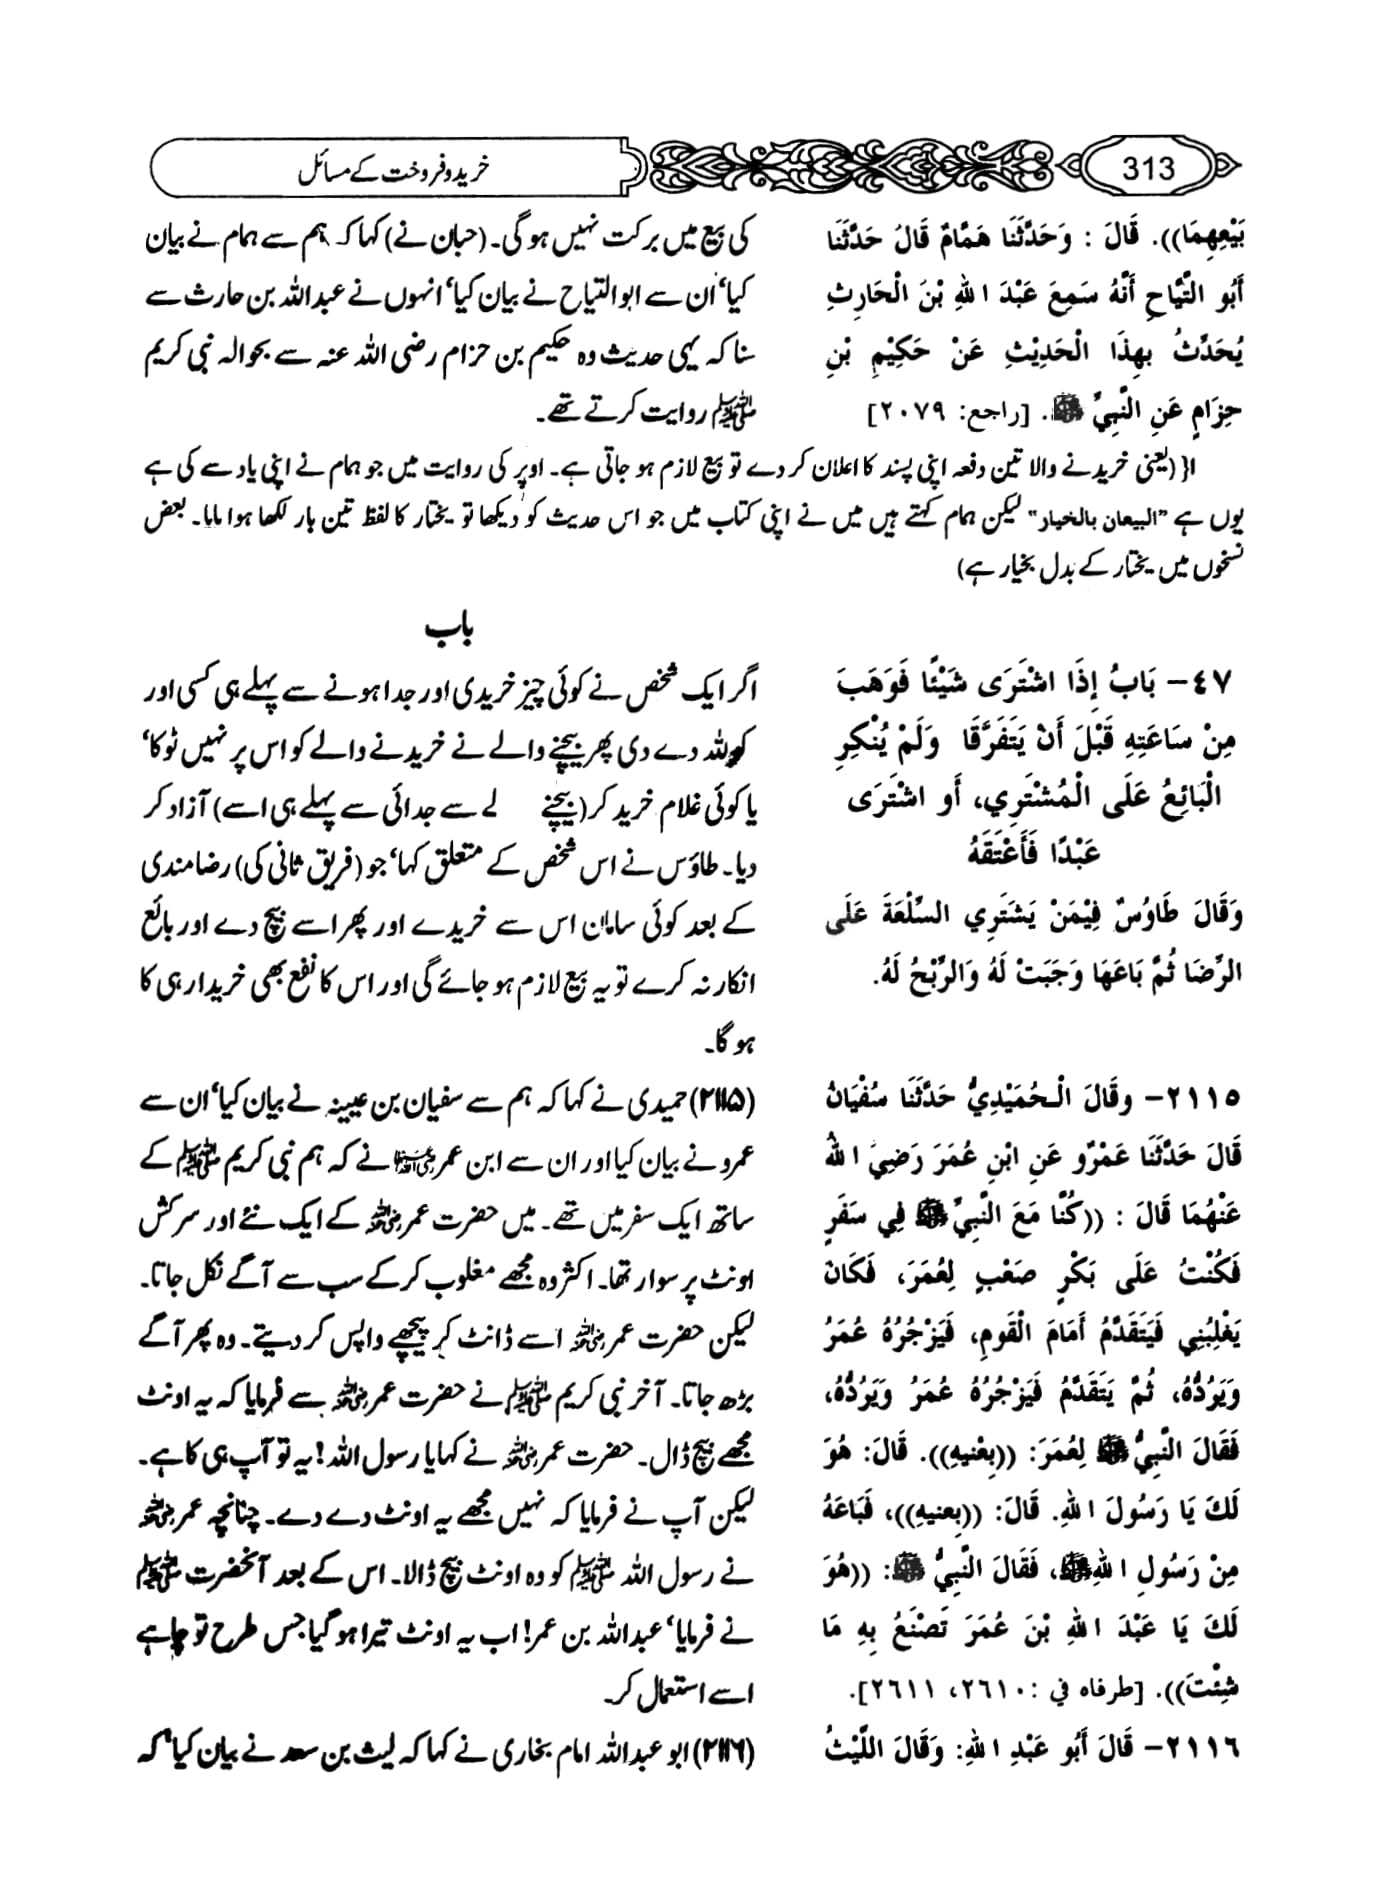 313
خرید و فروخت کے مسائل
بَيْعِهِمَا)). قَالَ : وَحَدَّثَنَا هَمَّامٌ قَالَ حَدَّثَنَا
أَبُو التَّيَّاحِ أَنَّهُ سَمِعَ عَبْدَ اللهِ بْنَ الْحَارِثِ
يُحَدِّثُ بِهَذَا الْحَدِيْثِ عَنْ حَكِيْمِ بْنِ
حِزَامٍ عَنِ النَّبِيِّ ﷺ. [راجع: ٢٠٧٩]
کی بیع میں برکت نہیں ہو گی۔ (حبان نے) کہا کہ ہم سے ہمام نے بیان
کیا' ان سے ابوالتیاح نے بیان کیا' انہوں نے عبداللہ بن حارث سے
سنا کہ یہی حدیث وہ حکیم بن حزام رضی اللہ عنہ سے بحوالہ نبی کریم
ﷺ روایت کرتے تھے۔
(یعنی خریدنے والا تین دفعہ اپنی پسند کا اعلان کر دے تو بیع لازم ہو جاتی ہے۔ اوپر کی روایت میں جو ہمام نے اپنی یاد سے کی ہے
یوں ہے "البیعان بالخیار" لیکن ہمام کہتے ہیں میں نے اپنی کتاب میں جو اس حدیث کو دیکھا تو یختار کا لفظ تین بار لکھا ہوا پایا۔ بعض
نسخوں میں یختار کے بدل بخیار ہے)
٤٧- بَابُ إِذَا اشْتَرَى شَيْئًا فَوَهَبَ
مِنْ سَاعَتِهِ قَبْلَ أَنْ يَتَفَرَّقَا وَلَمْ يُنْكِرِ
الْبَائِعُ عَلَى الْمُشْتَرِي، أَو اشْتَرَى
عَبْدًا فَأَعْتَقَهُ
وَقَالَ طَاوُسٌ فِيْمَنْ يَشتَرِي السِّلْعَةَ عَلَى
الرِّضَا ثُمَّ بَاعَهَا وَجَبَتْ لَهُ وَالرِّبْحُ لَهُ.
باب
اگر ایک شخص نے کوئی چیز خریدی اور جدا ہونے سے پہلے ہی کسی اور
کو للہ دے دی پھر بیچنے والے نے خریدنے والے کو اس پر نہیں ٹوکا'
یا کوئی غلام خرید کر (بیچنے لے سے جدائی سے پہلے ہی اسے) آزاد کر
دیا۔ طاؤس نے اس شخص کے متعلق کہا' جو (فریق ثانی کی) رضامندی
کے بعد کوئی سامان اس سے خریدے اور پھر اسے بیچ دے اور بائع
انکار نہ کرے تو یہ بیع لازم ہو جائے گی اور اس کا نفع بھی خریدار ہی کا
ہو گا۔
٢١١٥- وقَالَ الْـحُمَيْدِيُّ حَدَّثَنَا سُفْيَانُ
قَالَ حَدَّثَنَا عَمْرٌو عَنِ ابْنِ عُمَرَ رَضِيَ اللهُ
عَنْهُمَا قَالَ : ((كُنَّا مَعَ النَّبِيِّ ﷺ فِي سَفَرٍ
فَكُنْتُ عَلَى بَكْرٍ صَعْبٍ لِعُمَرَ، فَكَانَ
يَغْلِبُنِي فَيَتَقَدَّمُ أَمَامَ الْقَومِ، فَيَزْجُرُهُ عُمَرُ
وَيَرُدُّهُ، ثُمَّ يَتَقَدَّمُ فَيَزْجُرُهُ عُمَرُ وَيَرُدُّهُ،
فَقَالَ النَّبِيُّ ﷺ لِعُمَرَ: ((بِعْنِيهِ)). قَالَ: هُوَ
لَكَ يَا رَسُولَ اللهِ. قَالَ: ((بِعنيهِ))، فَبَاعَهُ
مِنْ رَسُولِ اللهِ ﷺ، فَقَالَ النَّبِيُّ ﷺ: ((هُوَ
لَكَ يَا عَبْدَ اللهِ بْنَ عُمَرَ تَصْنَعُ بِهِ مَا
شِئْتَ)). [طرفاه في :٢٦١٠، ٢٦١١].
٢١١٦- قَالَ أَبُو عَبْدِ اللهِ: وَقَالَ اللَّيْثُ
(۲۱۱۵) حمیدی نے کہا کہ ہم سے سفیان بن عیینہ نے بیان کیا' ان سے
عمرو نے بیان کیا اور ان سے ابن عمر رضی اللہ عنہما نے کہ ہم نبی کریم ﷺ کے
ساتھ ایک سفر میں تھے۔ میں حضرت عمر رضی اللہ عنہ کے ایک نئے اور سرکش
اونٹ پر سوار تھا۔ اکثر وہ مجھے مغلوب کر کے سب سے آگے نکل جاتا۔
لیکن حضرت عمر رضی اللہ عنہ اسے ڈانٹ کر پیچھے واپس کر دیتے۔ وہ پھر آگے
بڑھ جاتا۔ آخر نبی کریم ﷺ نے حضرت عمر رضی اللہ عنہ سے فرمایا کہ یہ اونٹ
مجھے بیچ ڈال۔ حضرت عمر رضی اللہ عنہ نے کہا یا رسول اللہ! یہ تو آپ ہی کا ہے۔
لیکن آپ نے فرمایا کہ نہیں مجھے یہ اونٹ دے دے۔ چنانچہ عمر رضی اللہ عنہ
نے رسول اللہ ﷺ کو وہ اونٹ بیچ ڈالا۔ اس کے بعد آنحضرت ﷺ
نے فرمایا' عبداللہ بن عمر! اب یہ اونٹ تیرا ہو گیا جس طرح تو چاہے
اسے استعمال کر۔
(۲۱۱۶) ابو عبداللہ امام بخاری نے کہا کہ لیث بن سعد نے بیان کیا' کہ